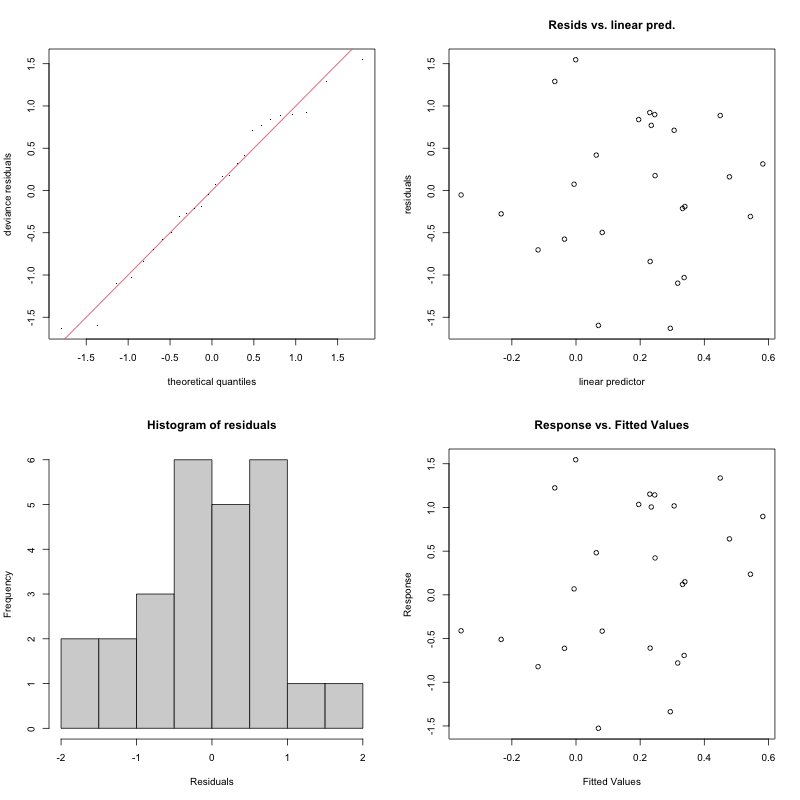 deviance residuals
-1.5 -1.0 -0.5 0.0 0.5 1.0 1.5
-1.5 -1.0 -0.5 0.0 0.5 1.0 1.5
theoretical quantiles
Resids vs. linear pred.
residuals
-1.5 -1.0 -0.5 0.0 0.5 1.0 1.5
-0.2 0.0 0.2 0.4 0.6
linear predictor
Histogram of residuals
Frequency
0 1 2 3 4 5 6
-2 -1 0 1 2
Residuals
Response vs. Fitted Values
Response
-1.5 -1.0 -0.5 0.0 0.5 1.0 1.5
-0.2 0.0 0.2 0.4 0.6
Fitted Values